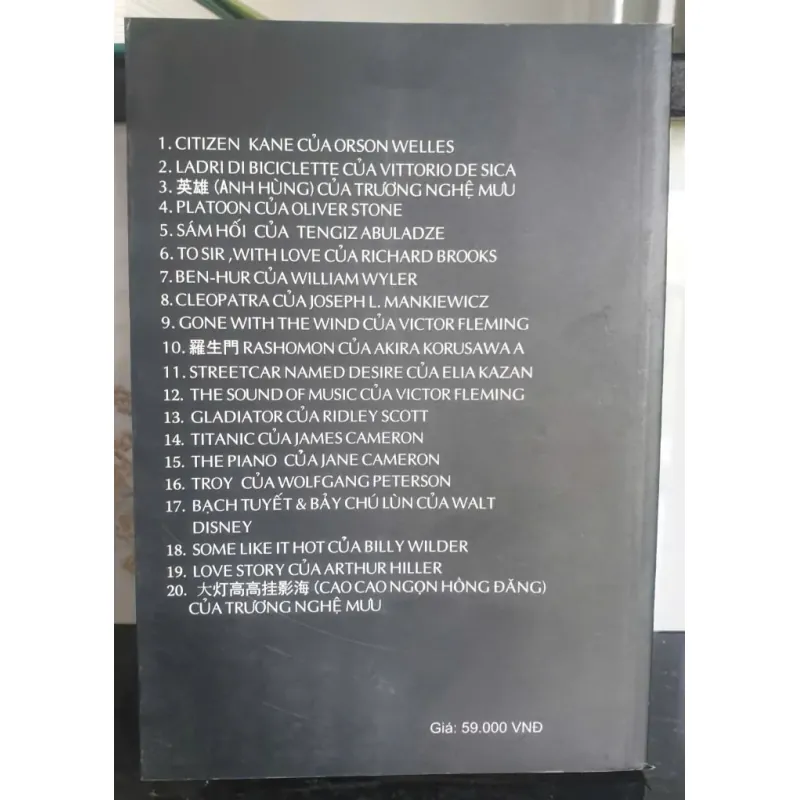 1. CITIZEN KANE CỦA ORSON WELLES
2. LADRI DI BICICLETTE CỦA VITTORIO DE SICA
3. 英雄 (ANH HÙNG) CỦA TRƯƠNG NGHỆ MƯU
4. PLATOON CỦA OLIVER STONE
5. SÁM HỐI CỦA TENGIZ ABULADZE
6. TO SIR ,WITH LOVE CỦA RICHARD BROOKS
7. BEN-HUR CỦA WILLIAM WYLER
8. CLEOPATRA CỦA JOSEPH L. MANKIEWICZ
9. GONE WITH THE WIND CỦA VICTOR FLEMING
10. 羅生門 RASHOMON CỦA AKIRA KORUSAWA A
11. STREETCAR NAMED DESIRE CỦA ELIA KAZAN
12. THE SOUND OF MUSIC CỦA VICTOR FLEMING
13. GLADIATOR CỦA RIDLEY SCOTT
14. TITANIC CỦA JAMES CAMERON
15. THE PIANO CỦA JANE CAMERON
16. TROY CỦA WOLFGANG PETERSON
17. BẠCH TUYẾT & BẢY CHÚ LÙN CỦA WALT
DISNEY
18. SOME LIKE IT HOT CỦA BILLY WILDER
19. LOVE STORY CỦA ARTHUR HILLER
20. 大灯高高挂影海 (CAO CAO NGỌN HỒNG ĐĂNG)
CỦA TRƯƠNG NGHỆ MƯU
Giá: 59.000 VNĐ